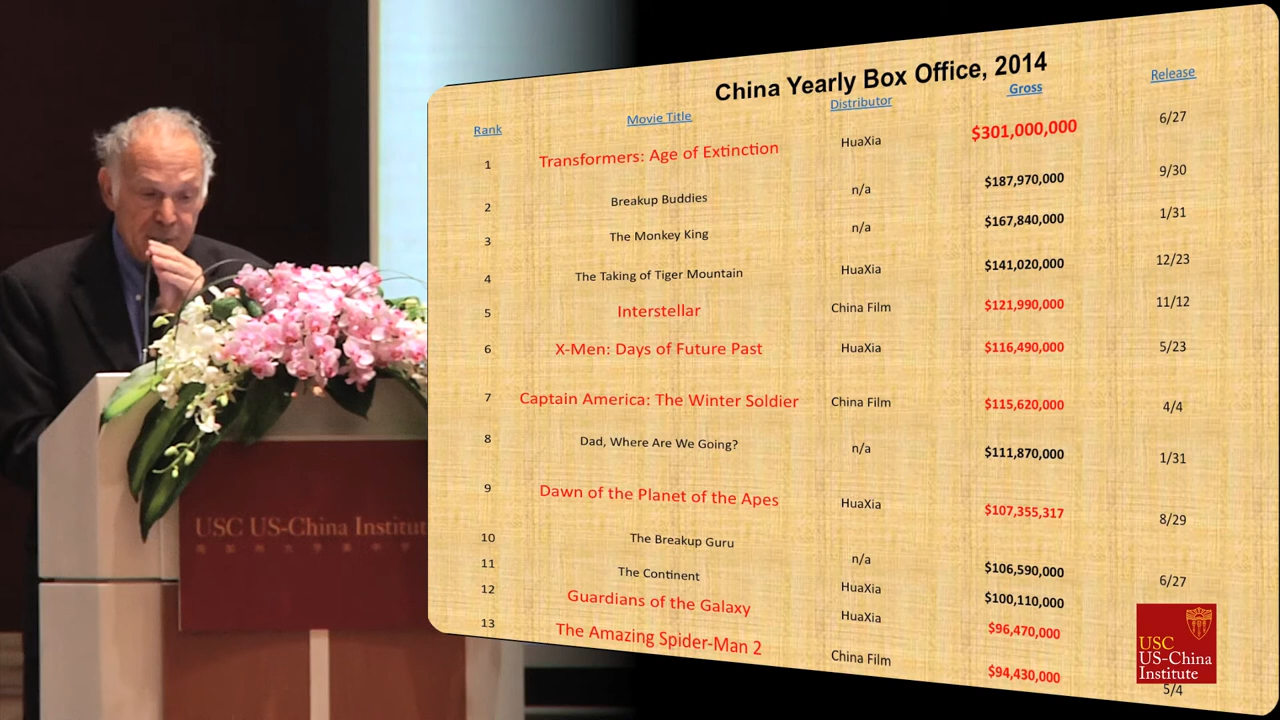 China Yearly Box Office, 2014
Rank Movie Title Distributor Gross Release
1 Transformers: Age of Extinction HuaXia $301,000,000 6/27
2 Breakup Buddies n/a $187,970,000 9/30
3 The Monkey King n/a $167,840,000 1/31
4 The Taking of Tiger Mountain HuaXia $141,020,000 12/23
5 Interstellar China Film $121,990,000 11/12
6 X-Men: Days of Future Past HuaXia $116,490,000 5/23
7 Captain America: The Winter Soldier China Film $115,620,000 4/4
8 Dad, Where Are We Going? n/a $111,870,000 1/31
9 Dawn of the Planet of the Apes HuaXia $107,355,317 8/29
10 The Breakup Guru n/a $106,590,000 6/27
11 The Continent HuaXia $100,110,000
12 Guardians of the Galaxy HuaXia $96,470,000
13 The Amazing Spider-Man 2 China Film $94,430,000 5/4
USC US-China Institut
USC
US-China
Institute